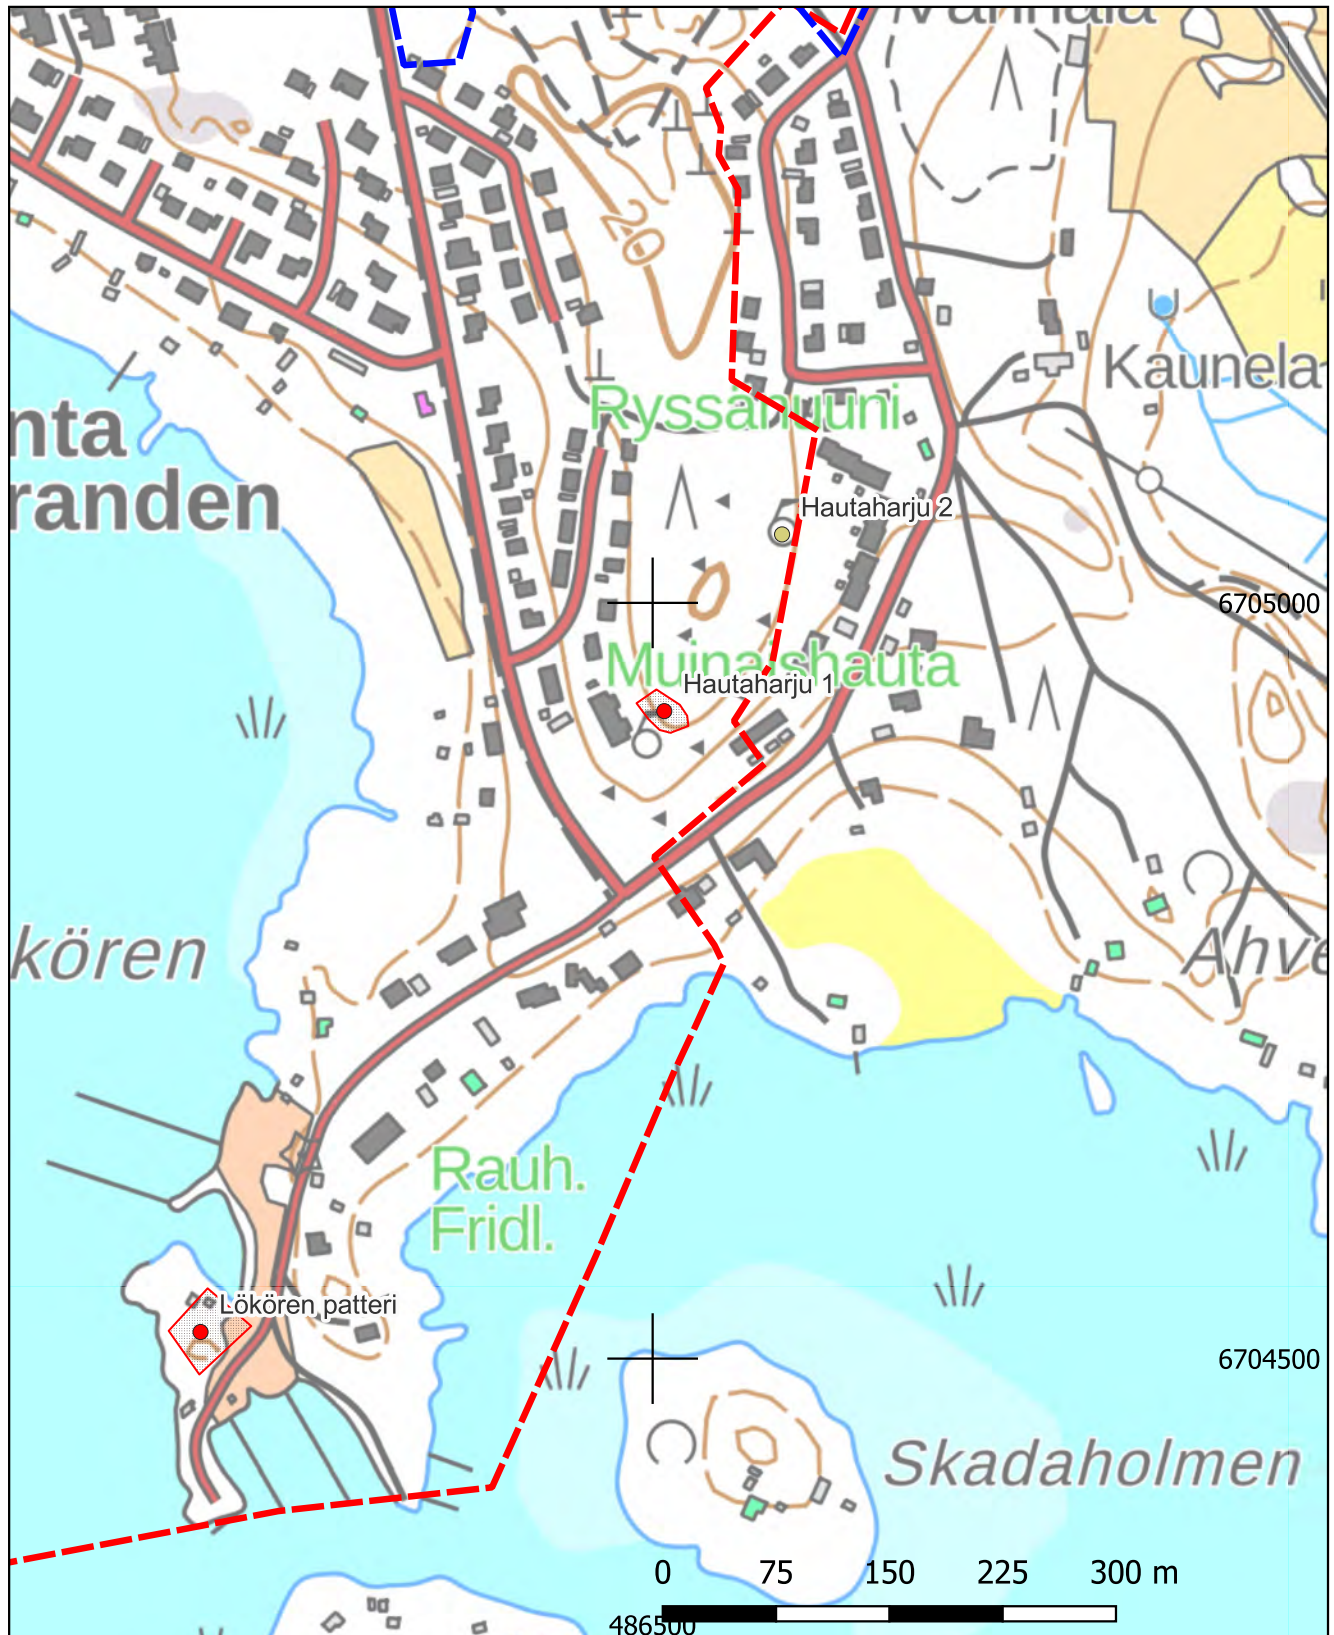 20
Kaunela
Ryssänuuni
nta
randen
Hautaharju 2
6705000
Muinaishauta
Hautaharju 1
kören
Ahve
Rauh.
Fridl.
Lökören patteri
6704500
Skadaholmen
0 75 150 225 300 m
486500